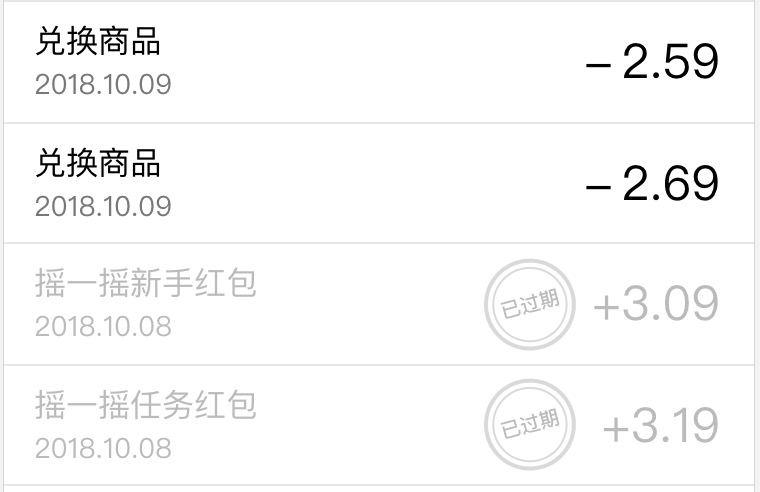 兑换商品
2018.10.09
– 2.59
兑换商品
2018.10.09
– 2.69
摇一摇新手红包
2018.10.08
已过期
+3.09
摇一摇任务红包
2018.10.08
已过期
+3.19